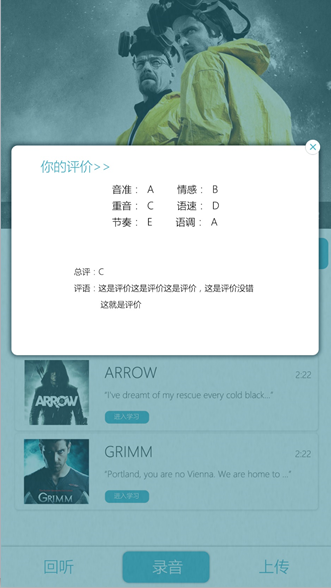 你的评价>>
音准： A 情感： B
重音： C 语速： D
节奏： E 语调： A
总评：C
评语：这是评价这是评价这是评价，这是评价没错
这就是评价
ARROW
ARROW 2:22
"I've dreamt of my rescue every cold black..."
进入学习
GRIMM
GRIMM 2:22
"Portland, you are no Vienna. We are home to ..."
进入学习
回听 录音 上传